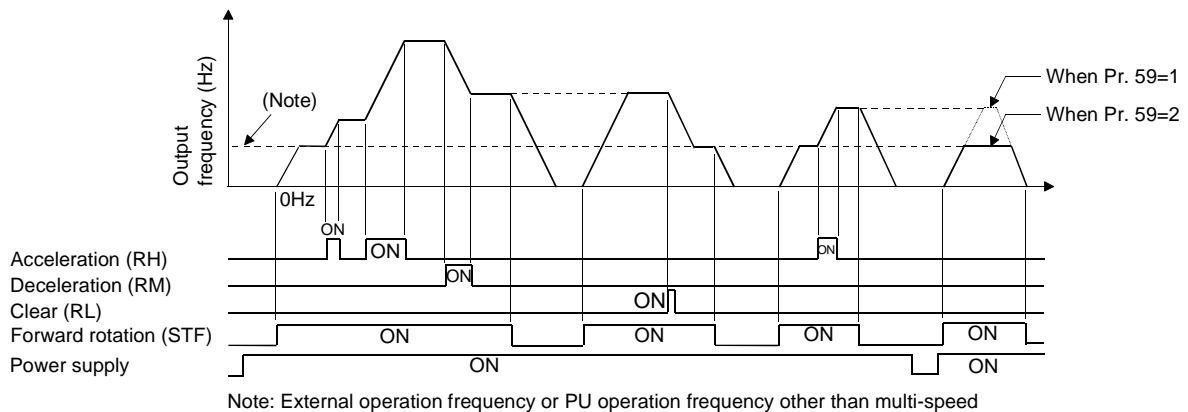 Output
frequency (Hz)
(Note)
When Pr. 59=1
When Pr. 59=2
0Hz
ON
Acceleration (RH)
ON
ON
Deceleration (RM)
ON
Clear (RL)
ON
Forward rotation (STF)
ON
ON
ON
ON
Power supply
ON
ON
Note: External operation frequency or PU operation frequency other than multi-speed